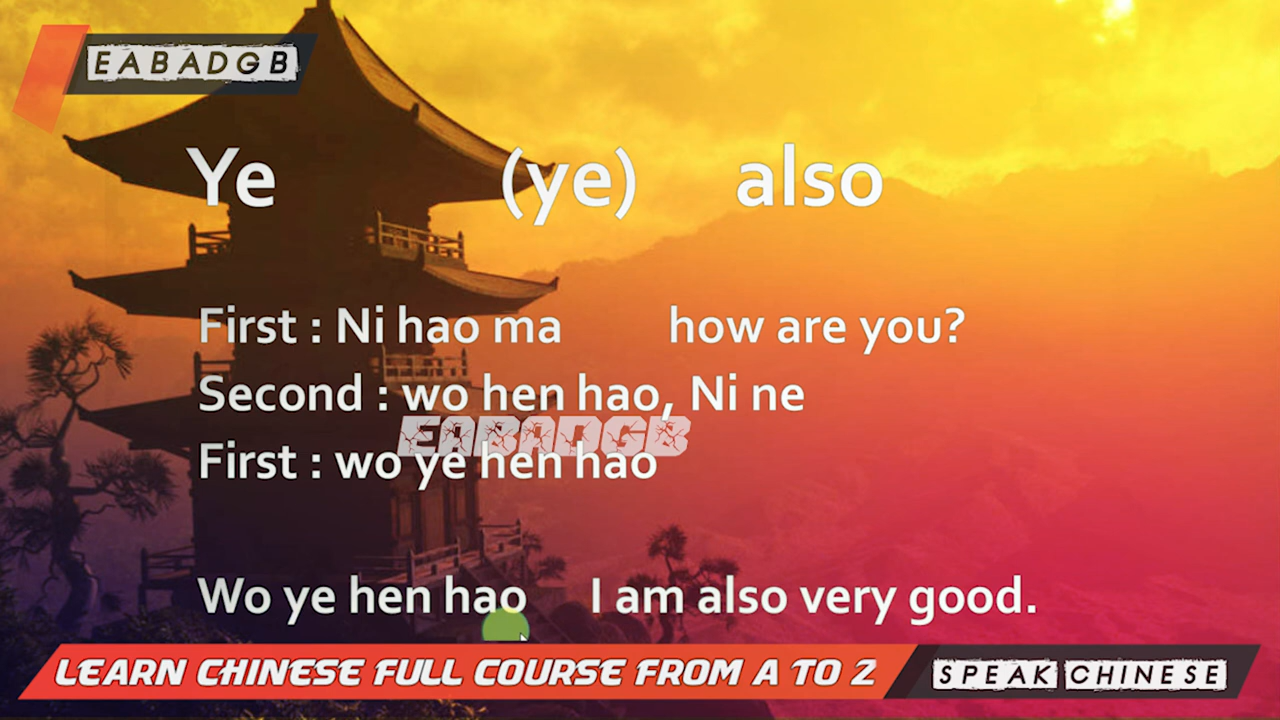 EABADGB
Ye (ye) also
First : Ni hao ma how are you?
Second : wo hen hao, Ni ne
EABADGB
First : wo ye hen hao
Wo ye hen hao I am also very good.
LEARN CHINESE FULL COURSE FROM A TO Z
SPEAK CHINESE